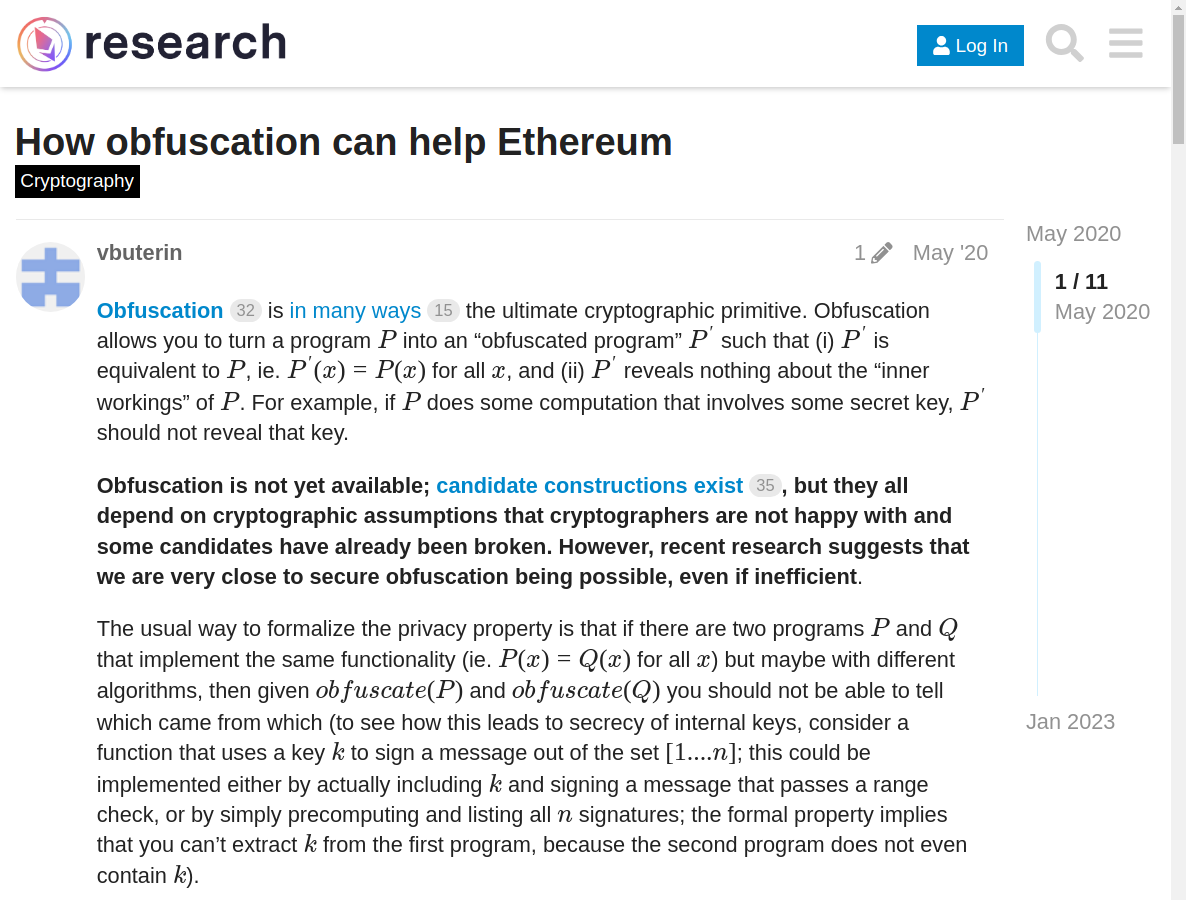 research
Log In
How obfuscation can help Ethereum
Cryptography
May 2020
vbuterin
1
May '20
1 / 11
May 2020
Obfuscation 32 is in many ways 15 the ultimate cryptographic primitive. Obfuscation
allows you to turn a program P into an “obfuscated program” P′ such that (i) P′ is
equivalent to P, ie. P′(x) = P(x) for all x, and (ii) P′ reveals nothing about the “inner
workings” of P. For example, if P does some computation that involves some secret key, P′
should not reveal that key.
Obfuscation is not yet available; candidate constructions exist 35, but they all
depend on cryptographic assumptions that cryptographers are not happy with and
some candidates have already been broken. However, recent research suggests that
we are very close to secure obfuscation being possible, even if inefficient.
The usual way to formalize the privacy property is that if there are two programs P and Q
that implement the same functionality (ie. P(x) = Q(x) for all x) but maybe with different
algorithms, then given obfuscate(P) and obfuscate(Q) you should not be able to tell
which came from which (to see how this leads to secrecy of internal keys, consider a
function that uses a key k to sign a message out of the set [1....n]; this could be
implemented either by actually including k and signing a message that passes a range
check, or by simply precomputing and listing all n signatures; the formal property implies
that you can’t extract k from the first program, because the second program does not even
contain k).
Jan 2023